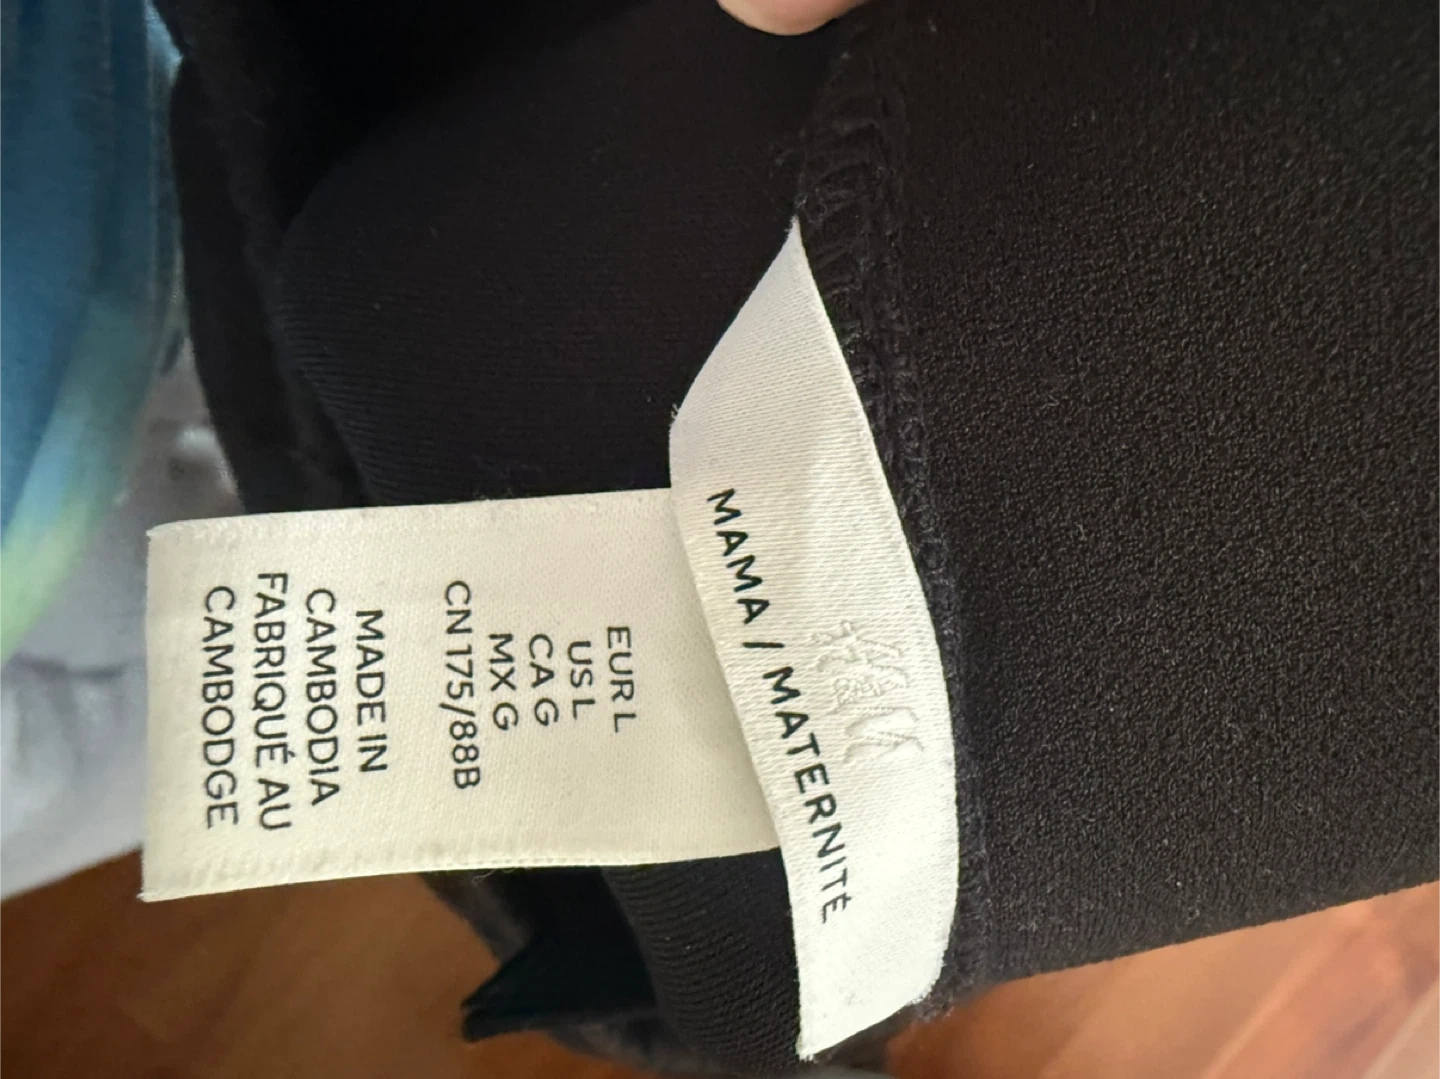 MAMA / MATERNITÉ
EUR L
US L
CA G
MX G
CN 175/88B
MADE IN
CAMBODIA
FABRIQUÉ AU
CAMBODGE